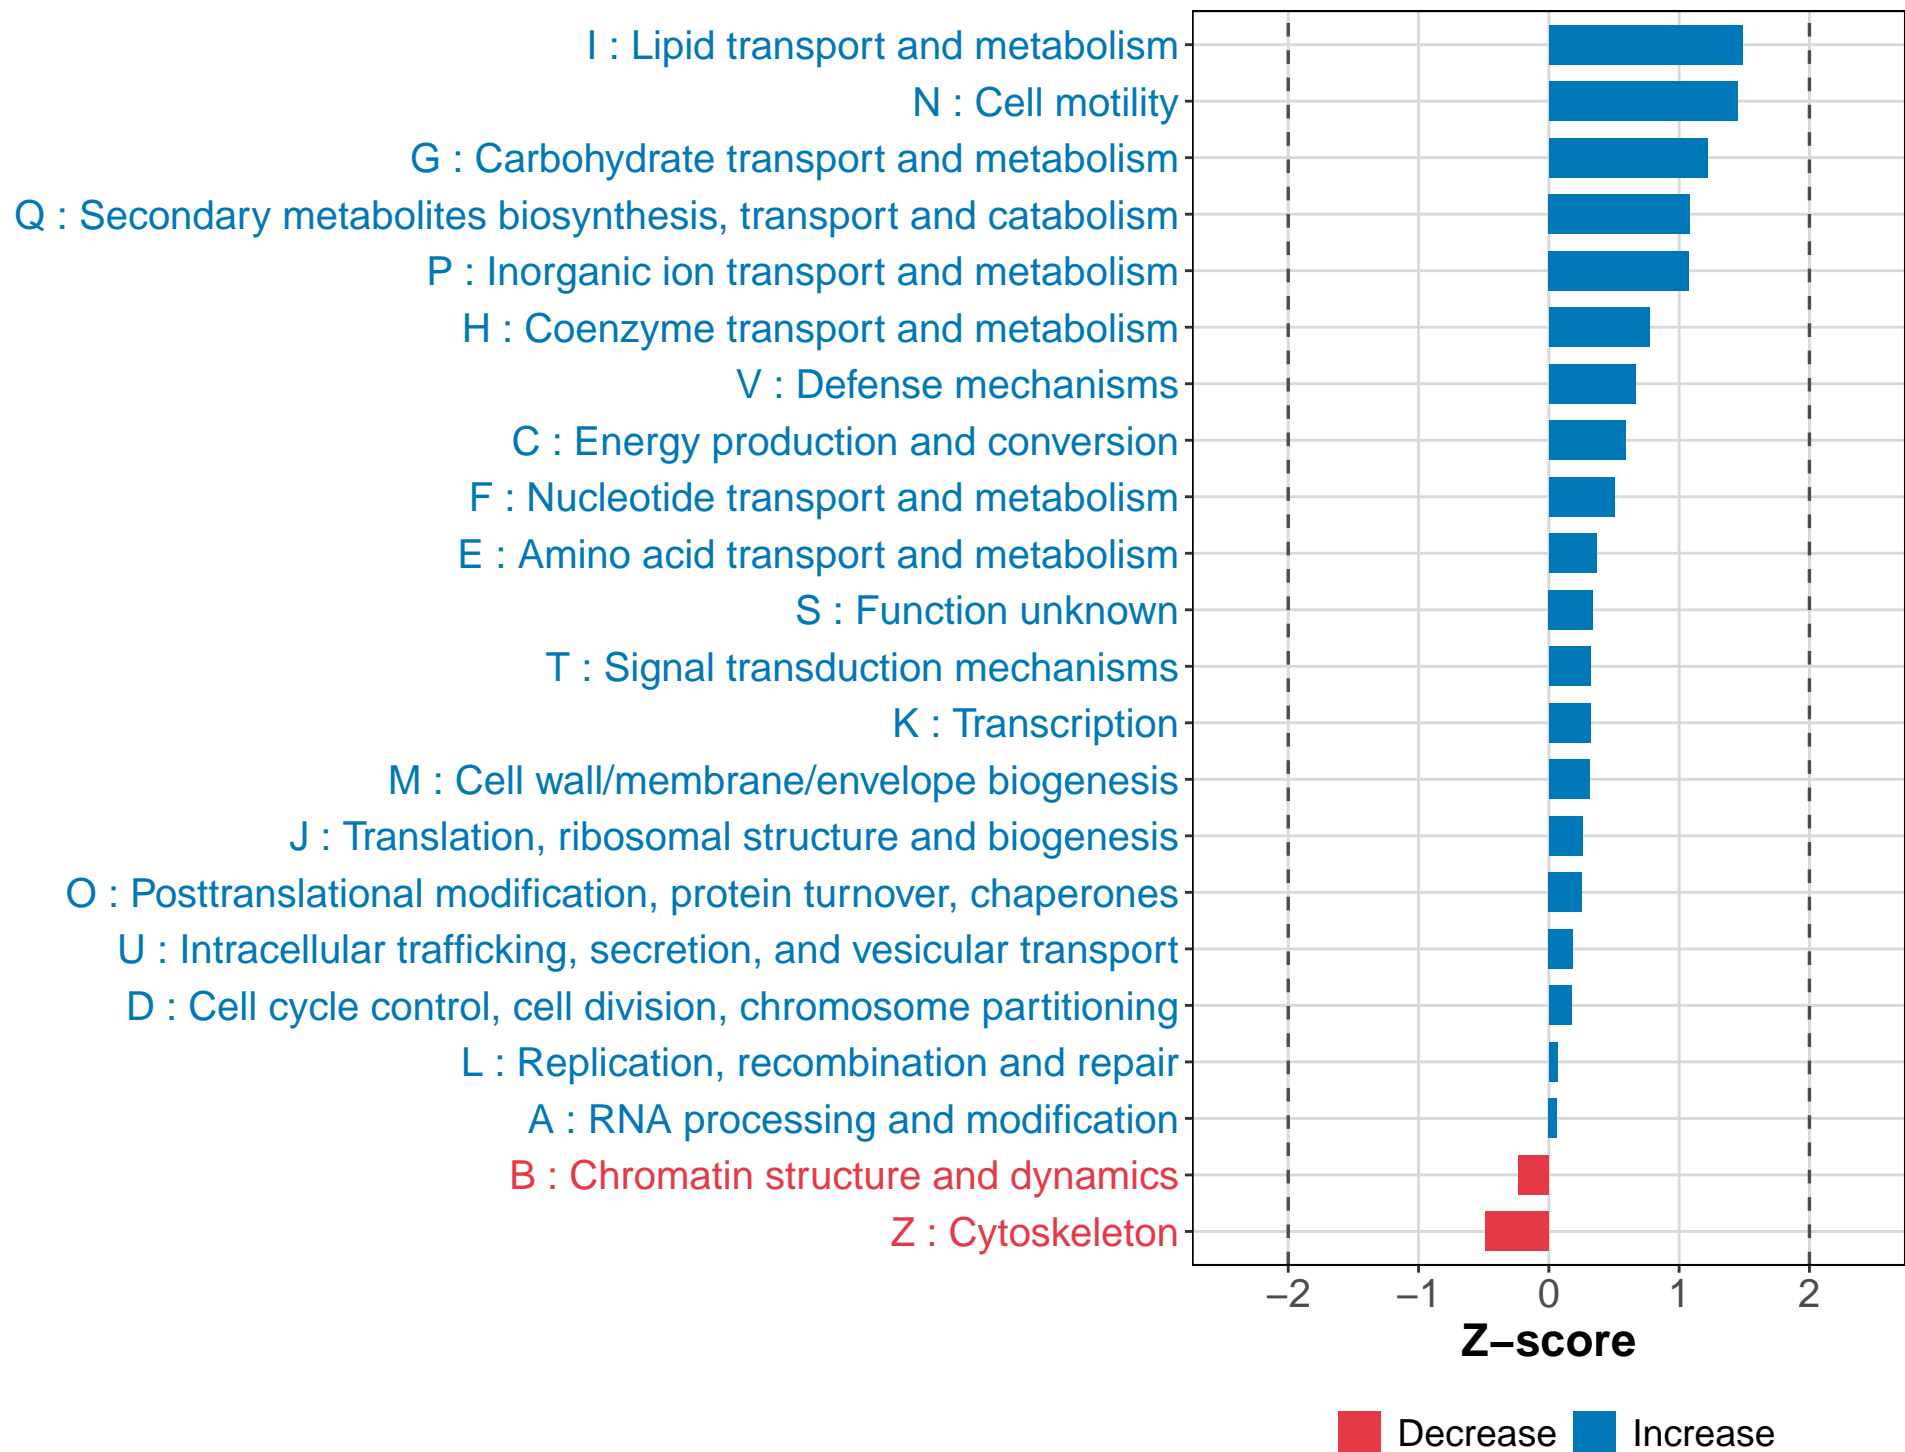 I : Lipid transport and metabolism
N : Cell motility
G : Carbohydrate transport and metabolism
Q : Secondary metabolites biosynthesis, transport and catabolism
P : Inorganic ion transport and metabolism
H : Coenzyme transport and metabolism
V : Defense mechanisms
C : Energy production and conversion
F : Nucleotide transport and metabolism
E : Amino acid transport and metabolism
S : Function unknown
T : Signal transduction mechanisms
K : Transcription
M : Cell wall/membrane/envelope biogenesis
J : Translation, ribosomal structure and biogenesis
O : Posttranslational modification, protein turnover, chaperones
U : Intracellular trafficking, secretion, and vesicular transport
D : Cell cycle control, cell division, chromosome partitioning
L : Replication, recombination and repair
A : RNA processing and modification
B : Chromatin structure and dynamics
Z : Cytoskeleton
−2 −1 0 1 2
Z−score
Decrease Increase